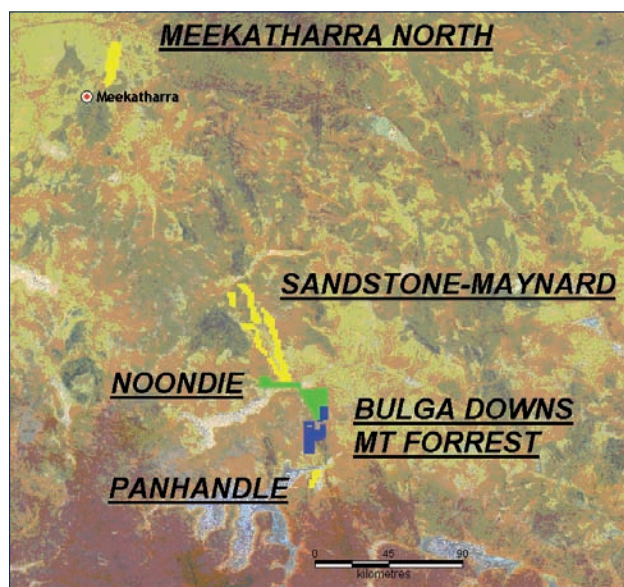 MEEKATHARRA NORTH
Meekatharra
SANDSTONE-MAYNARD
NOONDIE
BULGA DOWNS
MT FORREST
PANHANDLE
0 45 90
kilometres